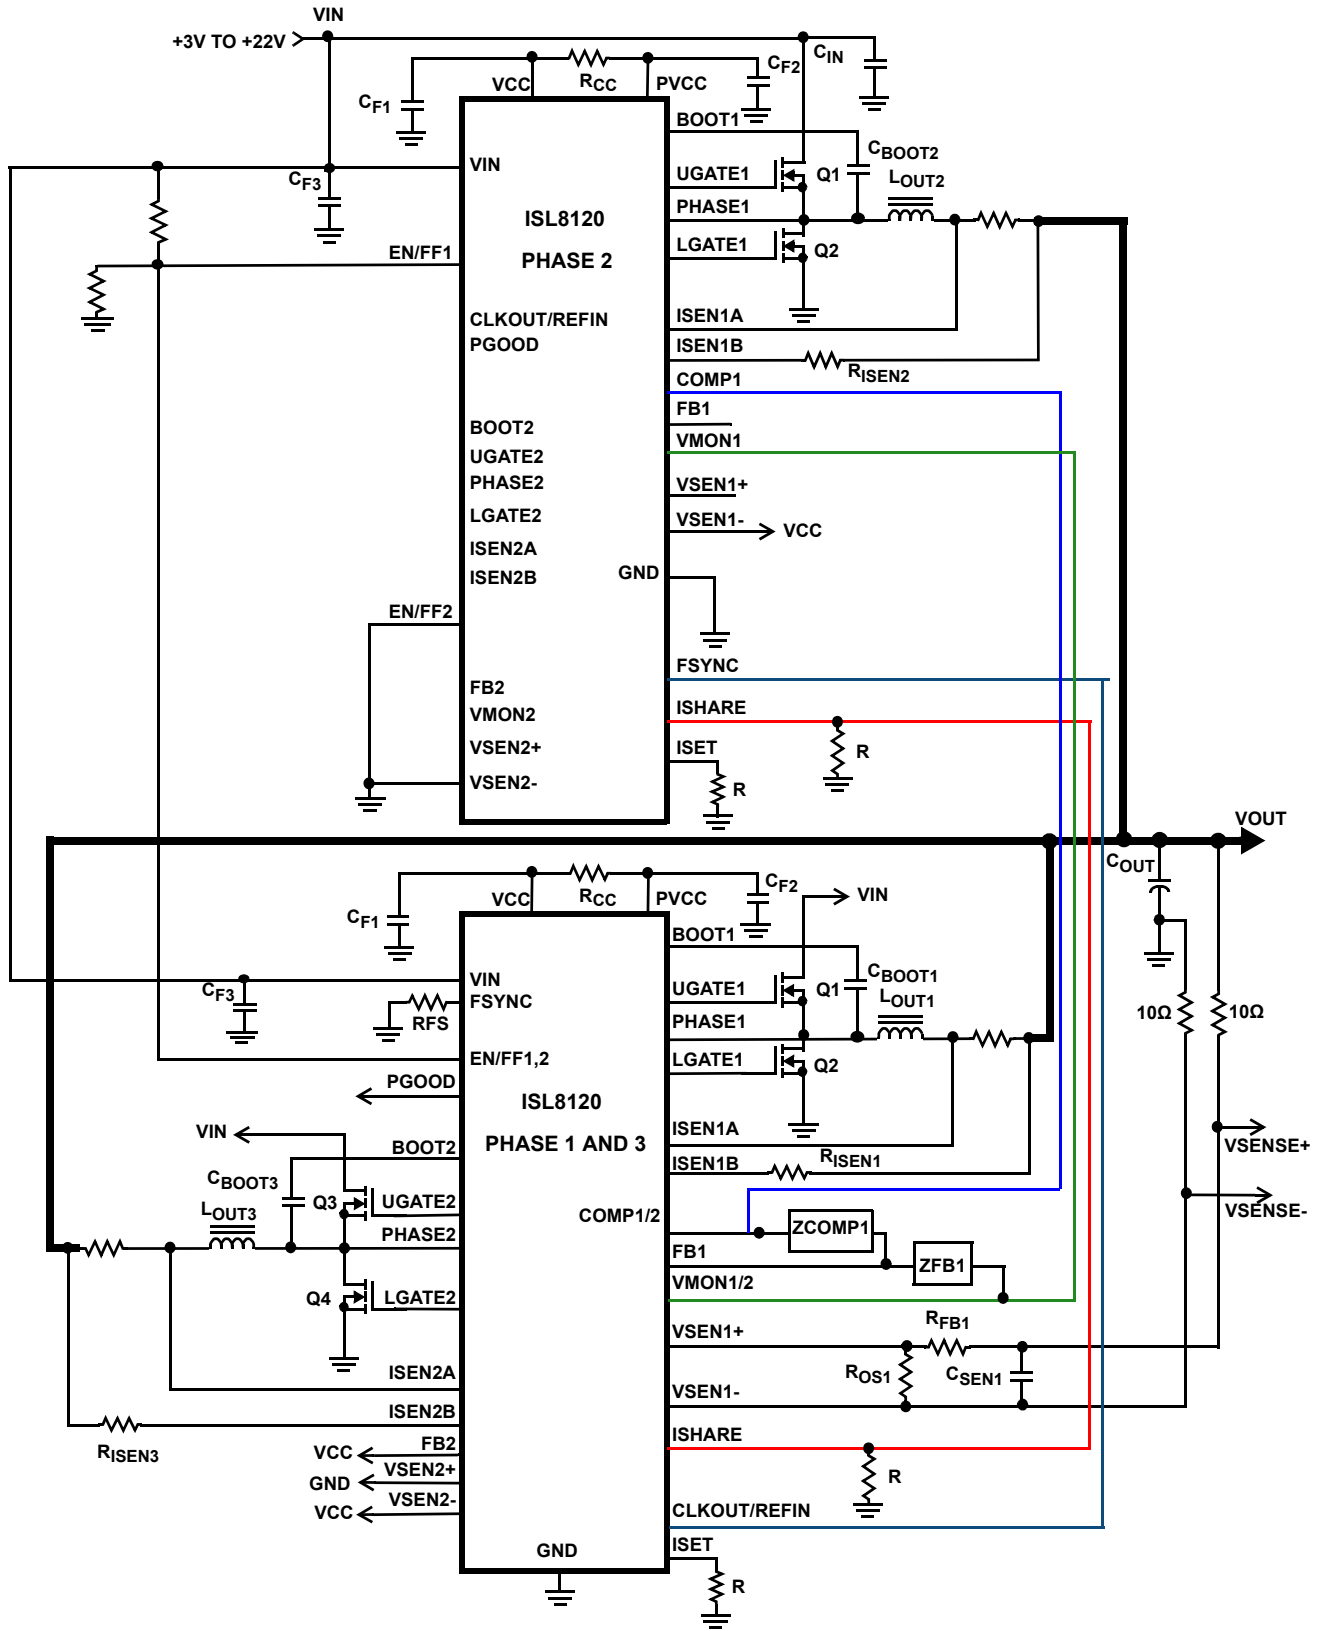 VIN
+3V TO +22V
CIN
CF2
VCC
RCC
PVCC
CF1
BOOT1
CBOOT2
VIN
CF3
UGATE1
Q1
LOUT2
ISL8120
PHASE1
EN/FF1
PHASE 2
LGATE1
Q2
CLKOUT/REFIN
ISEN1A
PGOOD
ISEN1B
RISEN2
COMP1
FB1
BOOT2
VMON1
UGATE2
PHASE2
VSEN1+
LGATE2
VSEN1-
VCC
ISEN2A
ISEN2B
GND
EN/FF2
FSYNC
FB2
ISHARE
VMON2
VSEN2+
ISET
R
VSEN2-
R
VOUT
COUT
CF2
VCC
RCC
PVCC
VIN
CF1
BOOT1
CBOOT1
VIN
CF3
UGATE1
Q1
LOUT1
FSYNC
RFS
PHASE1
10Ω
10Ω
EN/FF1,2
LGATE1
Q2
PGOOD
ISL8120
VIN
ISEN1A
BOOT2
PHASE 1 AND 3
VSENSE+
CBOOT3
ISEN1B
RISEN1
Q3
UGATE2
LOUT3
COMP1/2
VSENSE-
PHASE2
ZCOMP1
FB1
ZFB1
VMON1/2
Q4
LGATE2
RFB1
VSEN1+
ISEN2A
ROS1
CSEN1
VSEN1-
ISEN2B
RISEN3
ISHARE
VCC
FB2
GND
VSEN2+
R
VCC
VSEN2-
CLKOUT/REFIN
GND
ISET
R